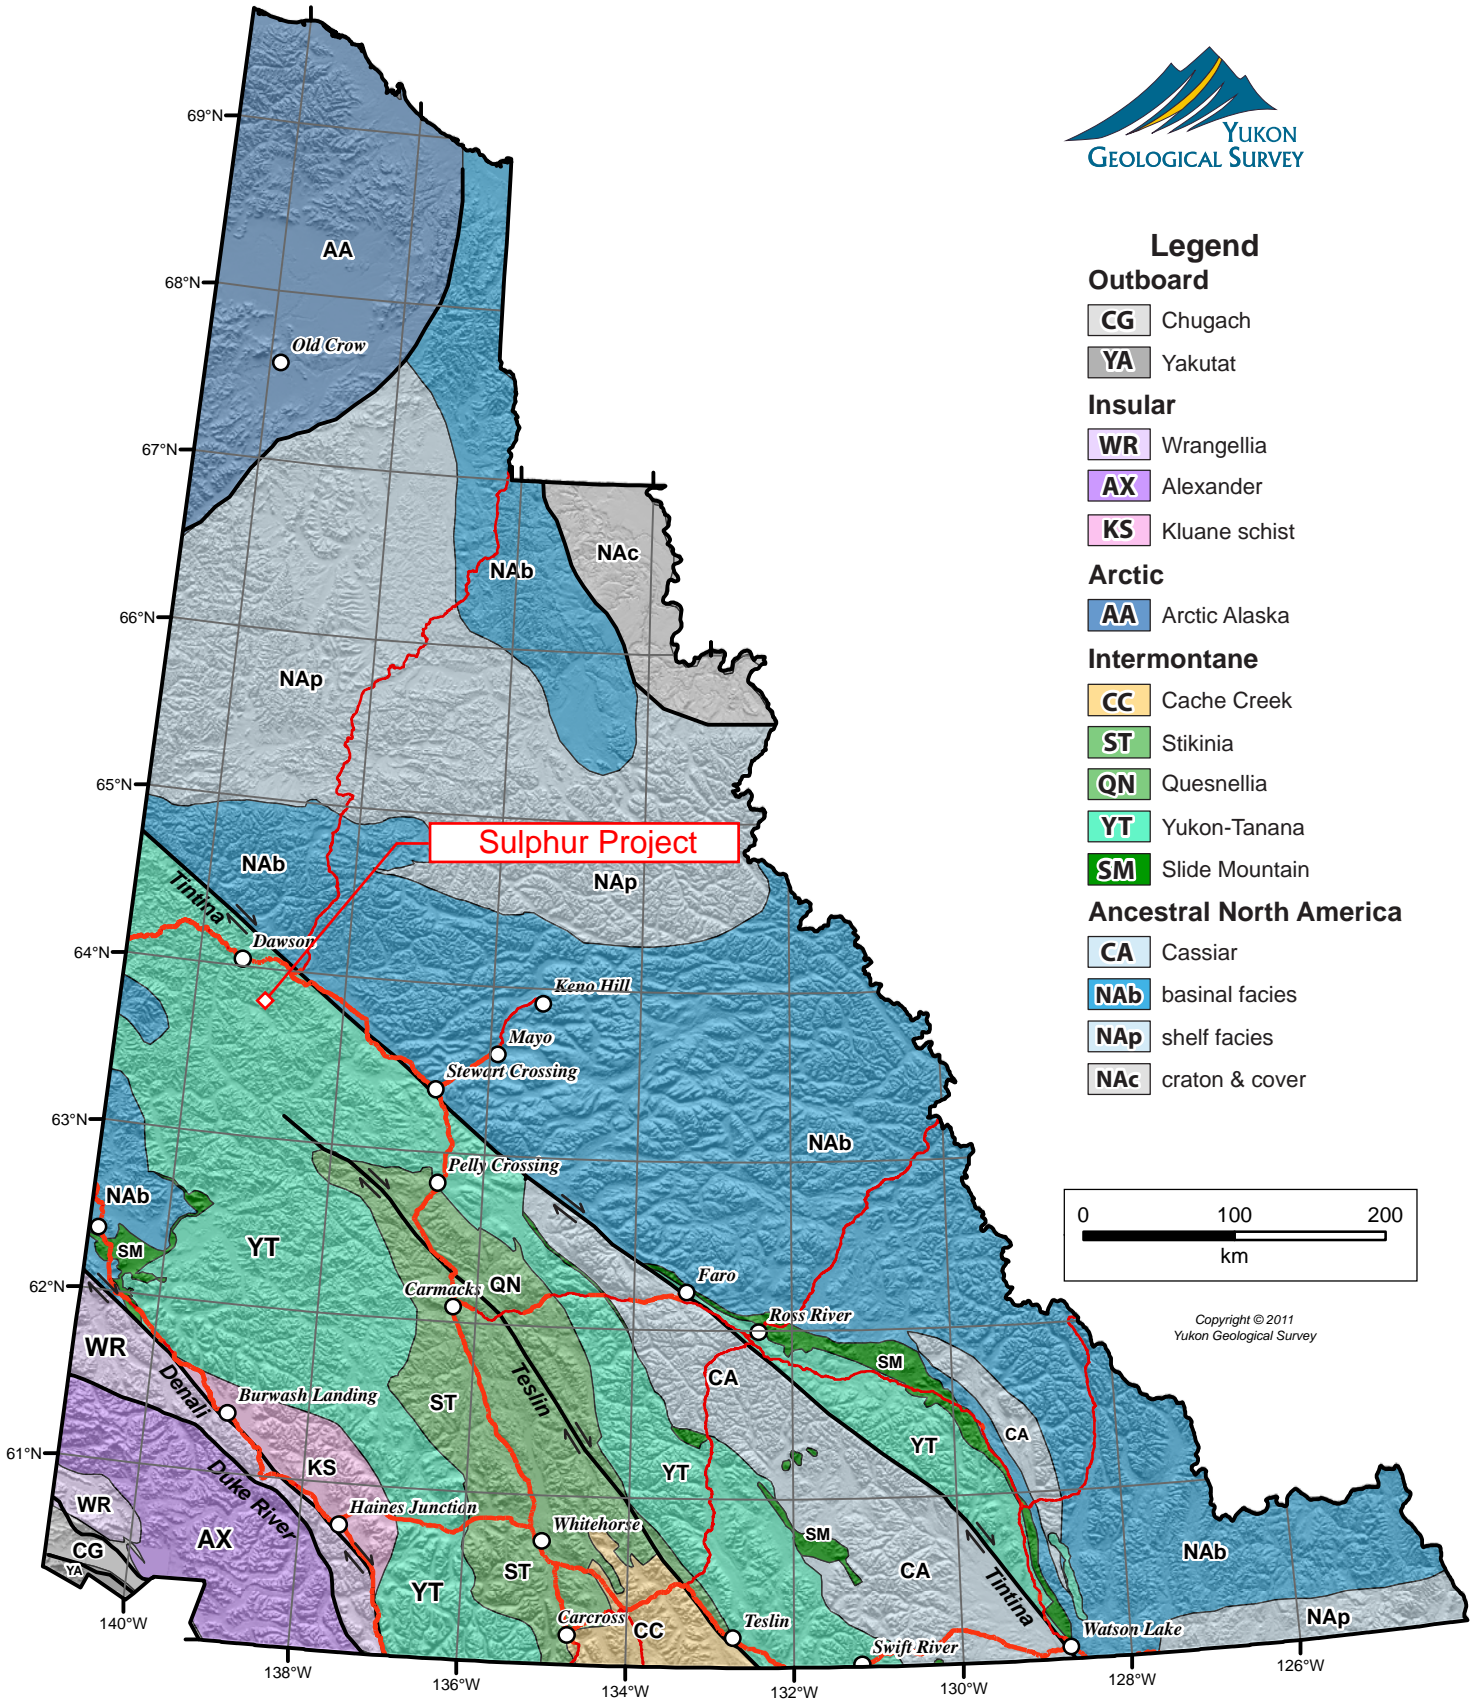 YUKON
GEOLOGICAL SURVEY
Legend
Outboard
CG Chugach
YA Yakutat
Insular
WR Wrangellia
AX Alexander
KS Kluane schist
Arctic
AA Arctic Alaska
Intermontane
CC Cache Creek
ST Stikinia
QN Quesnellia
YT Yukon-Tanana
SM Slide Mountain
Ancestral North America
CA Cassiar
NAb basinal facies
NAp shelf facies
NAc craton & cover
0 100 200
km
Copyright © 2011
Yukon Geological Survey
69°N
AA
68°N
Old Crow
67°N
NAc
NAb
66°N
NAp
65°N
Sulphur Project
NAb
NAp
Tintina
Dawson
64°N
Keno Hill
Mayo
Stewart Crossing
63°N
NAb
Pelly Crossing
NAb
YT
SM
62°N
QN
Faro
Carmacks
Ross River
WR
SM
CA
Denali
Burwash Landing
Teslin
ST
CA
61°N
YT
KS
YT
Duke River
WR
Haines Junction
AX
Whitehorse
SM
CG
NAb
YA
ST
CA
YT
Tintina
140°W
Carcross
CC
Teslin
Watson Lake
NAp
Swift River
138°W
136°W
134°W
132°W
130°W
128°W
126°W